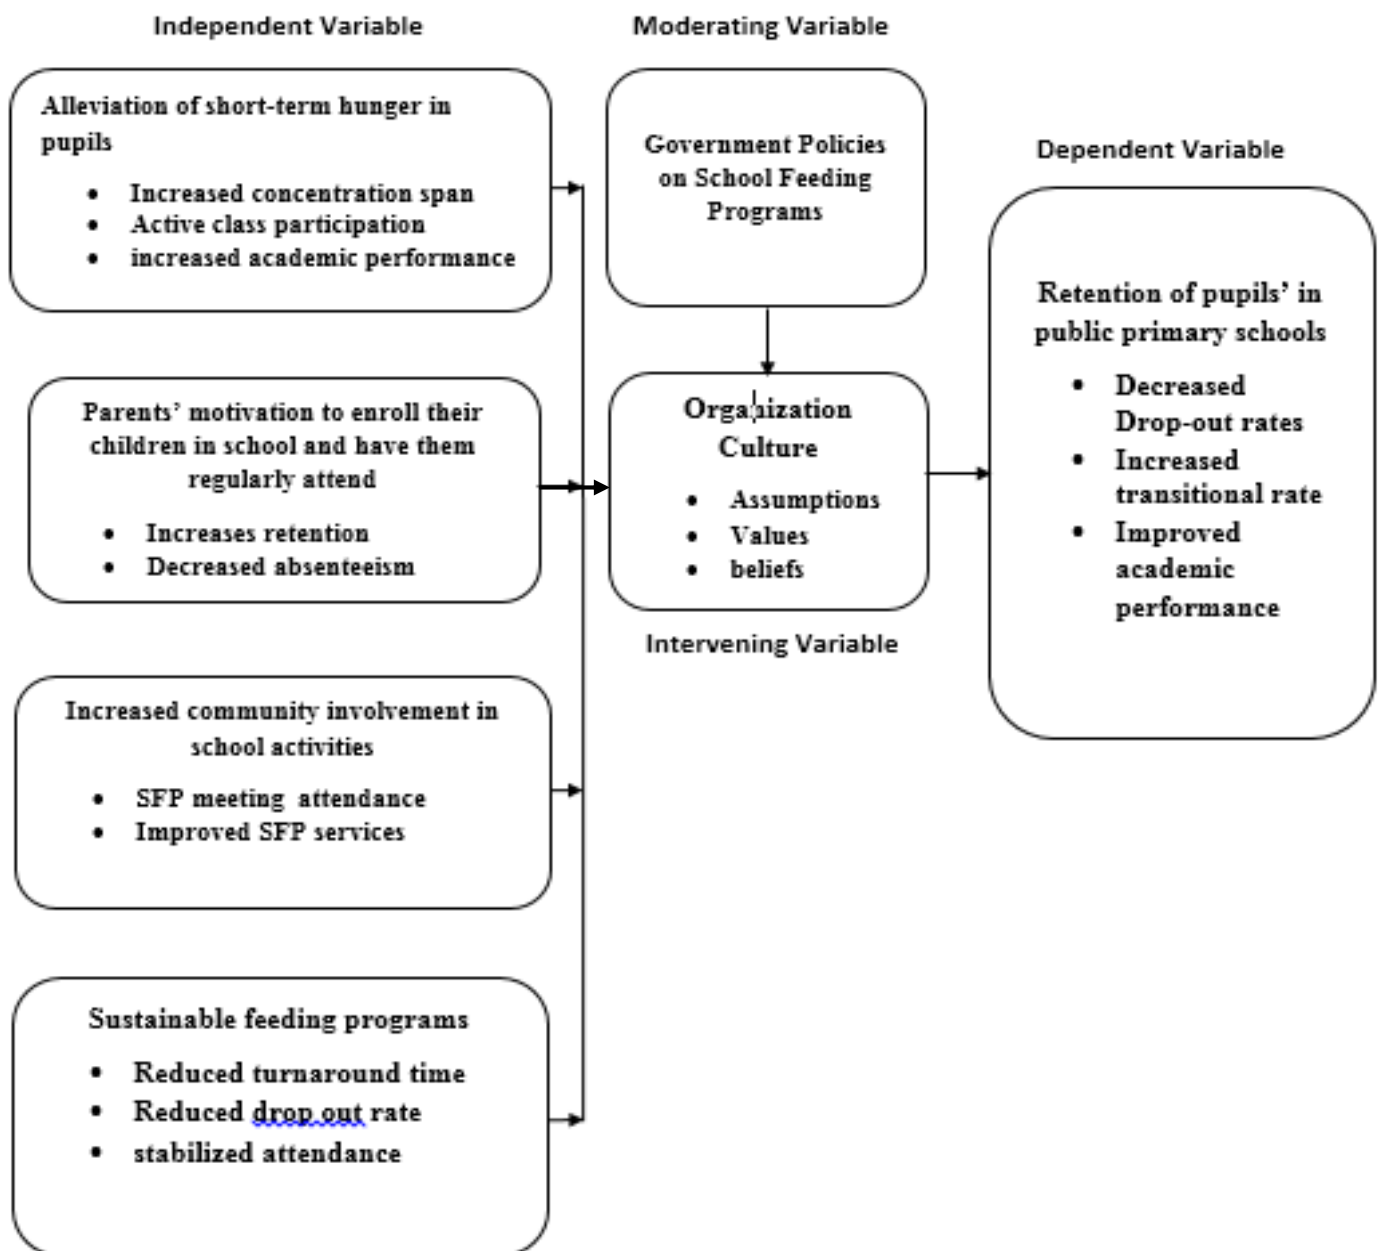 Independent Variable
Alleviation of short-term hunger in
pupils
• Increased concentration span
• Active class participation
• increased academic performance
Parents’ motivation to enroll their
children in school and have them
regularly attend
• Increases retention
• Decreased absenteeism
Increased community involvement in
school activities
• SFP meeting attendance
• Improved SFP services
Sustainable feeding programs
• Reduced turnaround time
• Reduced drop out rate
• stabilized attendance
Moderating Variable
Government Policies
on School Feeding
Programs
Organization
Culture
• Assumptions
• Values
• beliefs
Intervening Variable
Dependent Variable
Retention of pupils’ in
public primary schools
• Decreased
Drop-out rates
• Increased
transitional rate
• Improved
academic
performance